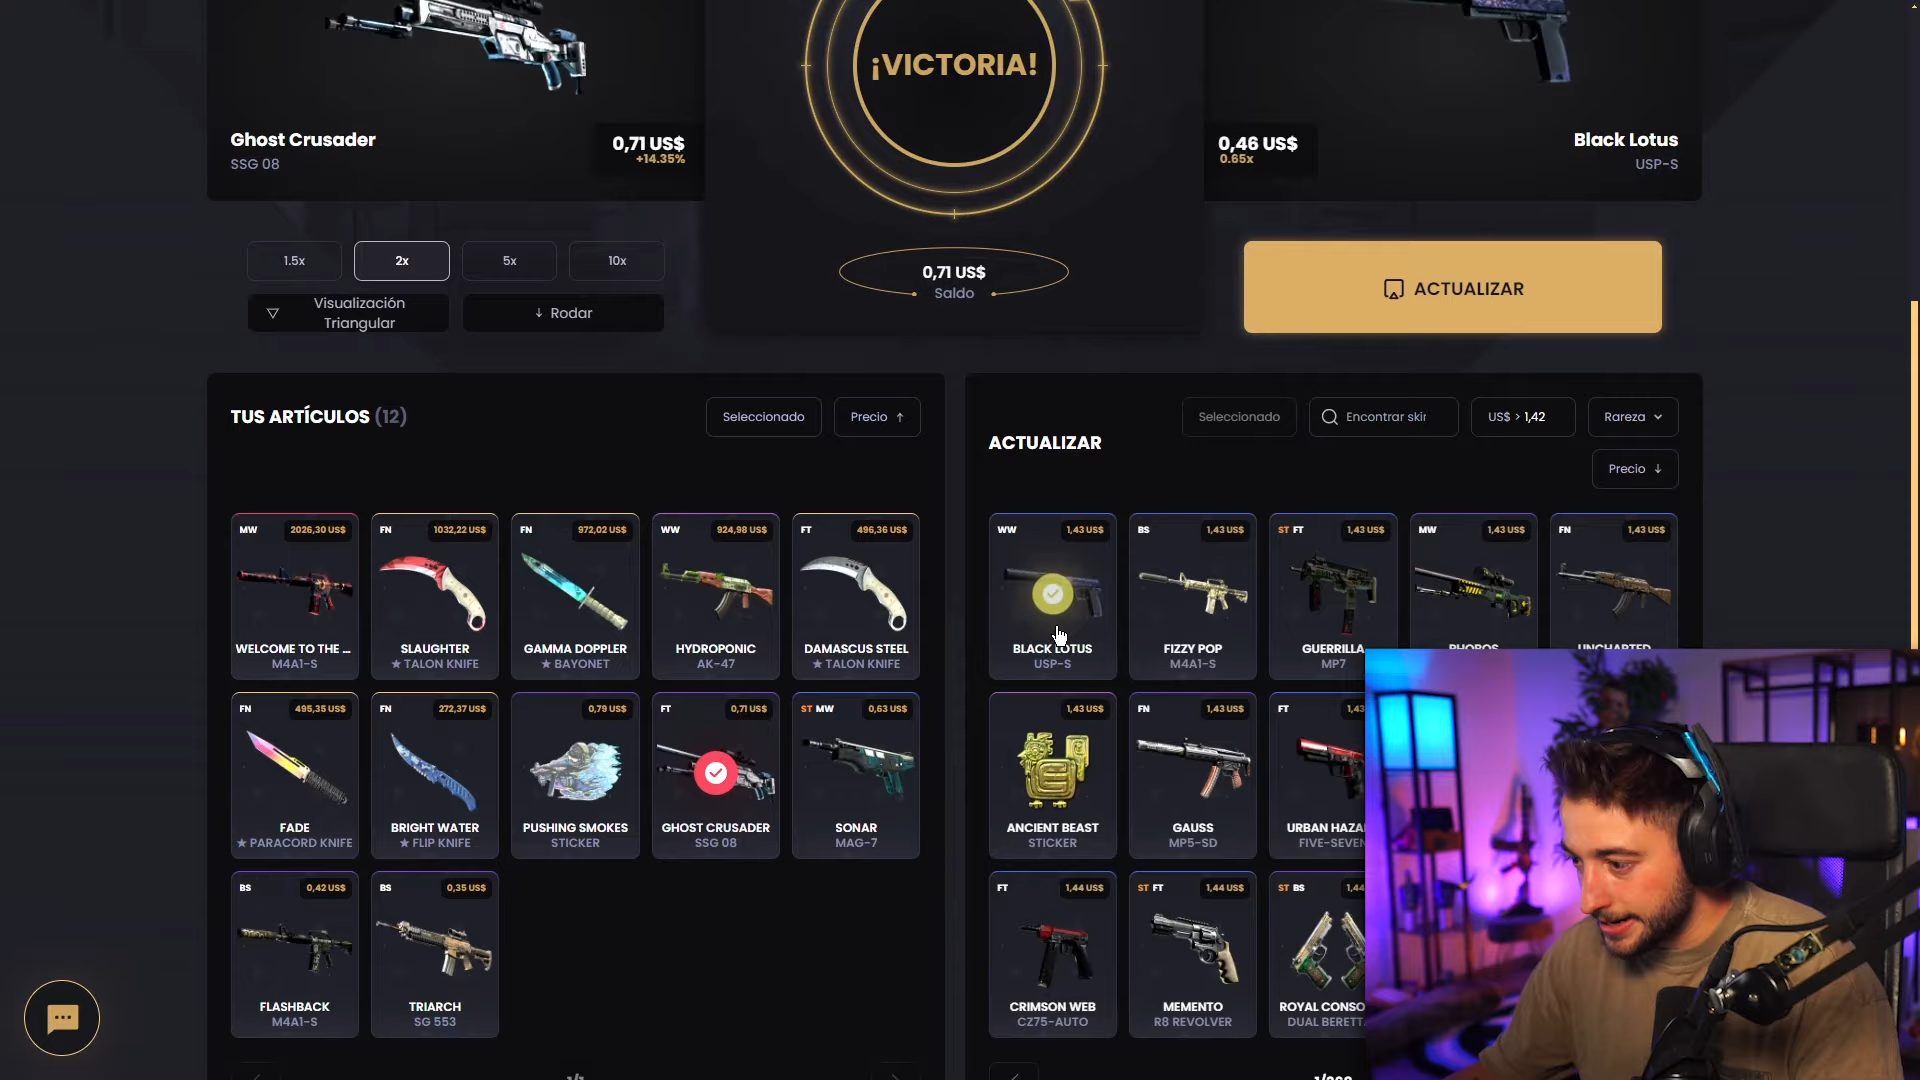 ¡VICTORIA!
Ghost Crusader
SSG 08
0,71 US$
+14.35%
0,46 US$
0.65x
Black Lotus
USP-S
1.5x
2x
5x
10x
Visualización
Triangular
Rodar
0,71 US$
Saldo
ACTUALIZAR
TUS ARTÍCULOS (12)
Seleccionado
Precio ↑
MW 2026,30 US$
WELCOME TO THE ...
M4A1-S
FN 1032,22 US$
SLAUGHTER
★ TALON KNIFE
FN 972,02 US$
GAMMA DOPPLER
★ BAYONET
WW 924,98 US$
HYDROPONIC
AK-47
FT 496,36 US$
DAMASCUS STEEL
★ TALON KNIFE
FN 495,35 US$
FADE
★ PARACORD KNIFE
FN 272,37 US$
BRIGHT WATER
★ FLIP KNIFE
0,79 US$
PUSHING SMOKES
STICKER
FT 0,71 US$
GHOST CRUSADER
SSG 08
ST MW 0,63 US$
SONAR
MAG-7
BS 0,42 US$
FLASHBACK
M4A1-S
BS 0,35 US$
TRIARCH
SG 553
ACTUALIZAR
Seleccionado
Encontrar skir
US$ > 1,42
Rareza
Precio ↓
WW 1,43 US$
BLACK LOTUS
USP-S
BS 1,43 US$
FIZZY POP
M4A1-S
ST FT 1,43 US$
GUERRILLA
MP7
MW 1,43 US$
PHOBOS
FN 1,43 US$
UNCHARTED
1,43 US$
ANCIENT BEAST
STICKER
FN 1,43 US$
GAUSS
MP5-SD
FT 1,43
URBAN HAZA
FIVE-SEVEN
FT 1,44 US$
CRIMSON WEB
CZ75-AUTO
ST FT 1,44 US$
MEMENTO
R8 REVOLVER
ST BS 1,44
ROYAL CONSO
DUAL BERETT